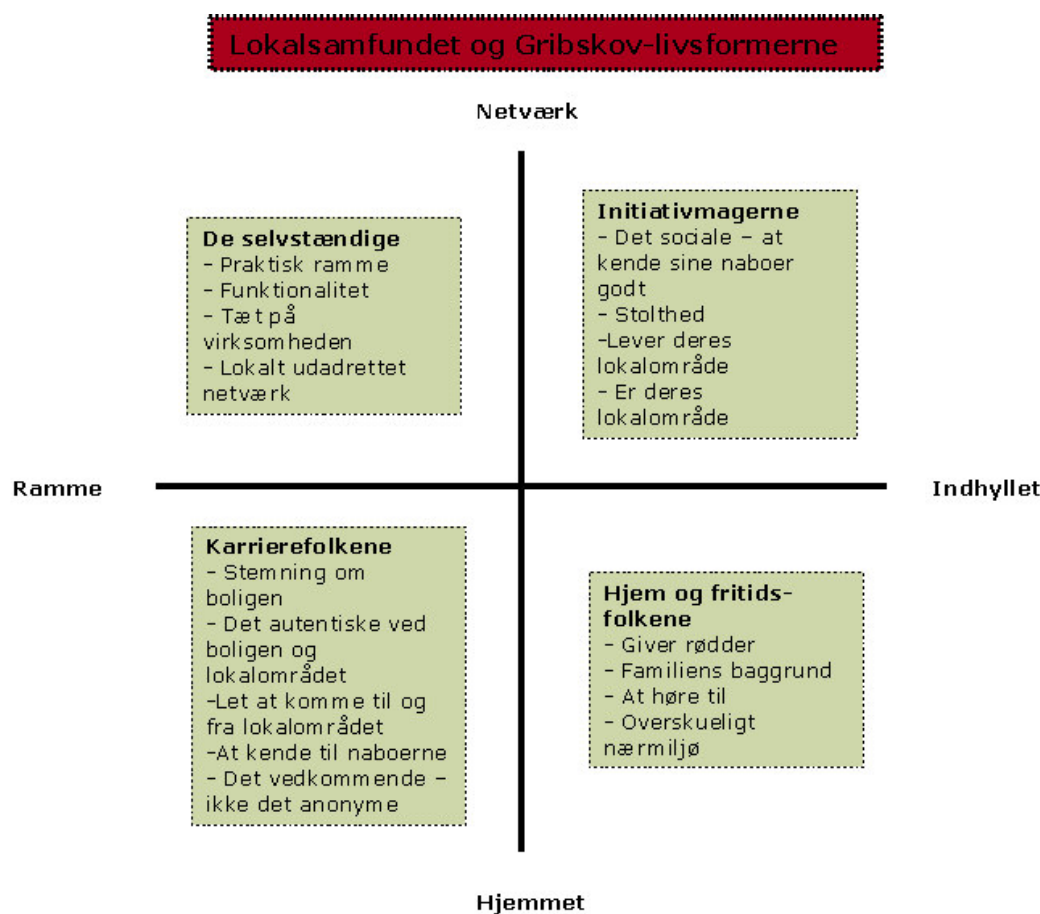 Lokalsamfundet og Gribskov-livsformerne
Netværk
De selvstændige
- Praktisk ramme
- Funktionalitet
- Tæt på
virksomheden
- Lokalt udadrettet
netværk
Initiativmagerne
- Det sociale – at
kende sine naboer
godt
- Stolthed
-Lever deres
lokalområde
- Er deres
lokalområde
Ramme
Indhyllet
Karrierefolkene
- Stemning om
boligen
- Det autentiske ved
boligen og
lokalområdet
-Let at komme til og
fra lokalområdet
-At kende til naboerne
- Det vedkommende –
ikke det anonyme
Hjem og fritids-
folkene
- Giver rødder
- Familiens baggrund
- At høre til
- Overskueligt
nærmiljø
Hjemmet